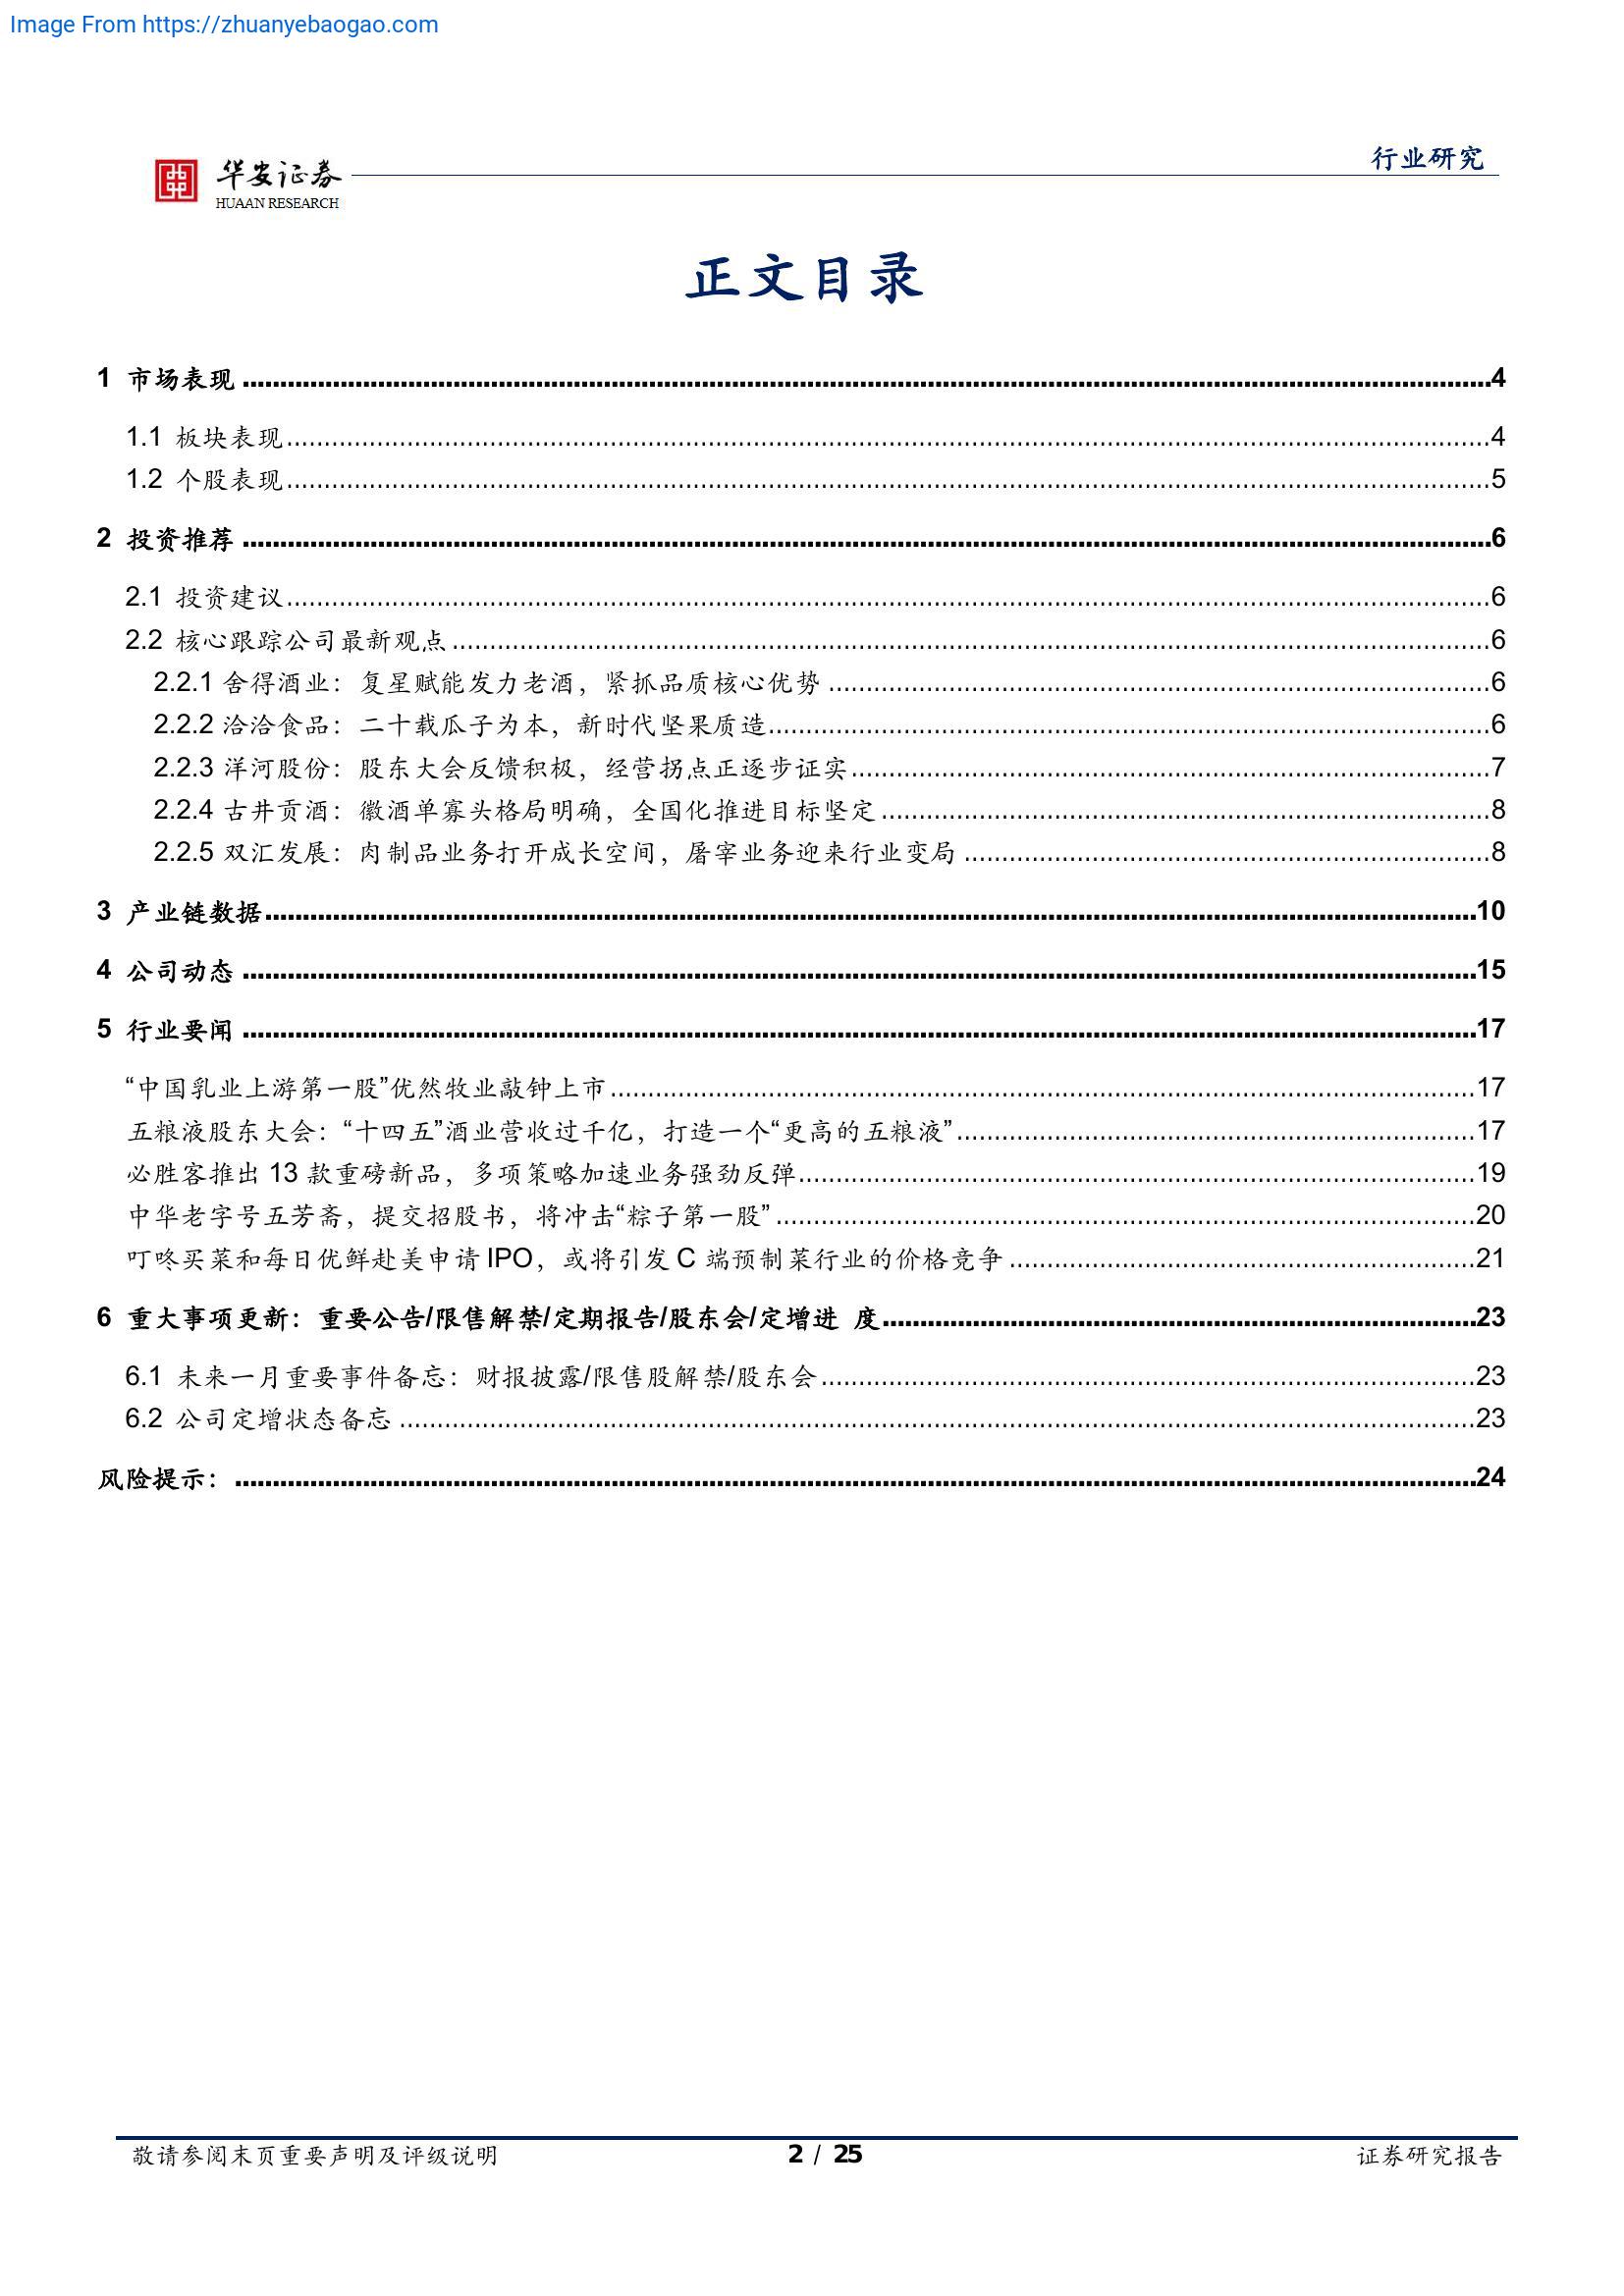 Image From https://zhuanyebaogao.com
华安证券
HUAAN RESEARCH
行业研究
正文目录
1 市场表现 ........ 4
1.1 板块表现 ........ 4
1.2 个股表现 ........ 5
2 投资推荐 ........ 6
2.1 投资建议 ........ 6
2.2 核心跟踪公司最新观点 ........ 6
2.2.1 舍得酒业：复星赋能发力老酒，紧抓品质核心优势 ........ 6
2.2.2 洽洽食品：二十载瓜子为本，新时代坚果质造 ........ 6
2.2.3 洋河股份：股东大会反馈积极，经营拐点正逐步证实 ........ 7
2.2.4 古井贡酒：徽酒单寡头格局明确，全国化推进目标坚定 ........ 8
2.2.5 双汇发展：肉制品业务打开成长空间，屠宰业务迎来行业变局 ........ 8
3 产业链数据 ........ 10
4 公司动态 ........ 15
5 行业要闻 ........ 17
“中国乳业上游第一股”优然牧业敲钟上市 ........ 17
五粮液股东大会：“十四五”酒业营收过千亿，打造一个“更高的五粮液” ........ 17
必胜客推出 13 款重磅新品，多项策略加速业务强劲反弹 ........ 19
中华老字号五芳斋，提交招股书，将冲击“粽子第一股” ........ 20
叮咚买菜和每日优鲜赴美申请 IPO，或将引发 C 端预制菜行业的价格竞争 ........ 21
6 重大事项更新：重要公告/限售解禁/定期报告/股东会/定增进 度 ........ 23
6.1 未来一月重要事件备忘：财报披露/限售股解禁/股东会 ........ 23
6.2 公司定增状态备忘 ........ 23
风险提示： ........ 24
敬请参阅末页重要声明及评级说明
2 / 25
证券研究报告